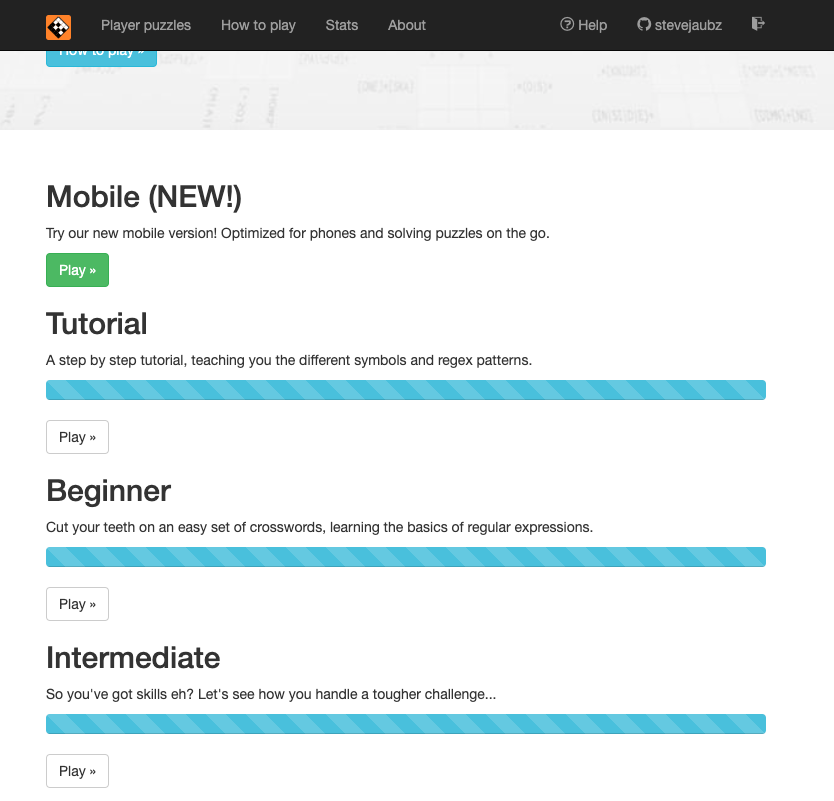 Player puzzles How to play Stats About Help stevejaubz
How to play »
Mobile (NEW!)
Try our new mobile version! Optimized for phones and solving puzzles on the go.
Play »
Tutorial
A step by step tutorial, teaching you the different symbols and regex patterns.
Play »
Beginner
Cut your teeth on an easy set of crosswords, learning the basics of regular expressions.
Play »
Intermediate
So you've got skills eh? Let's see how you handle a tougher challenge...
Play »